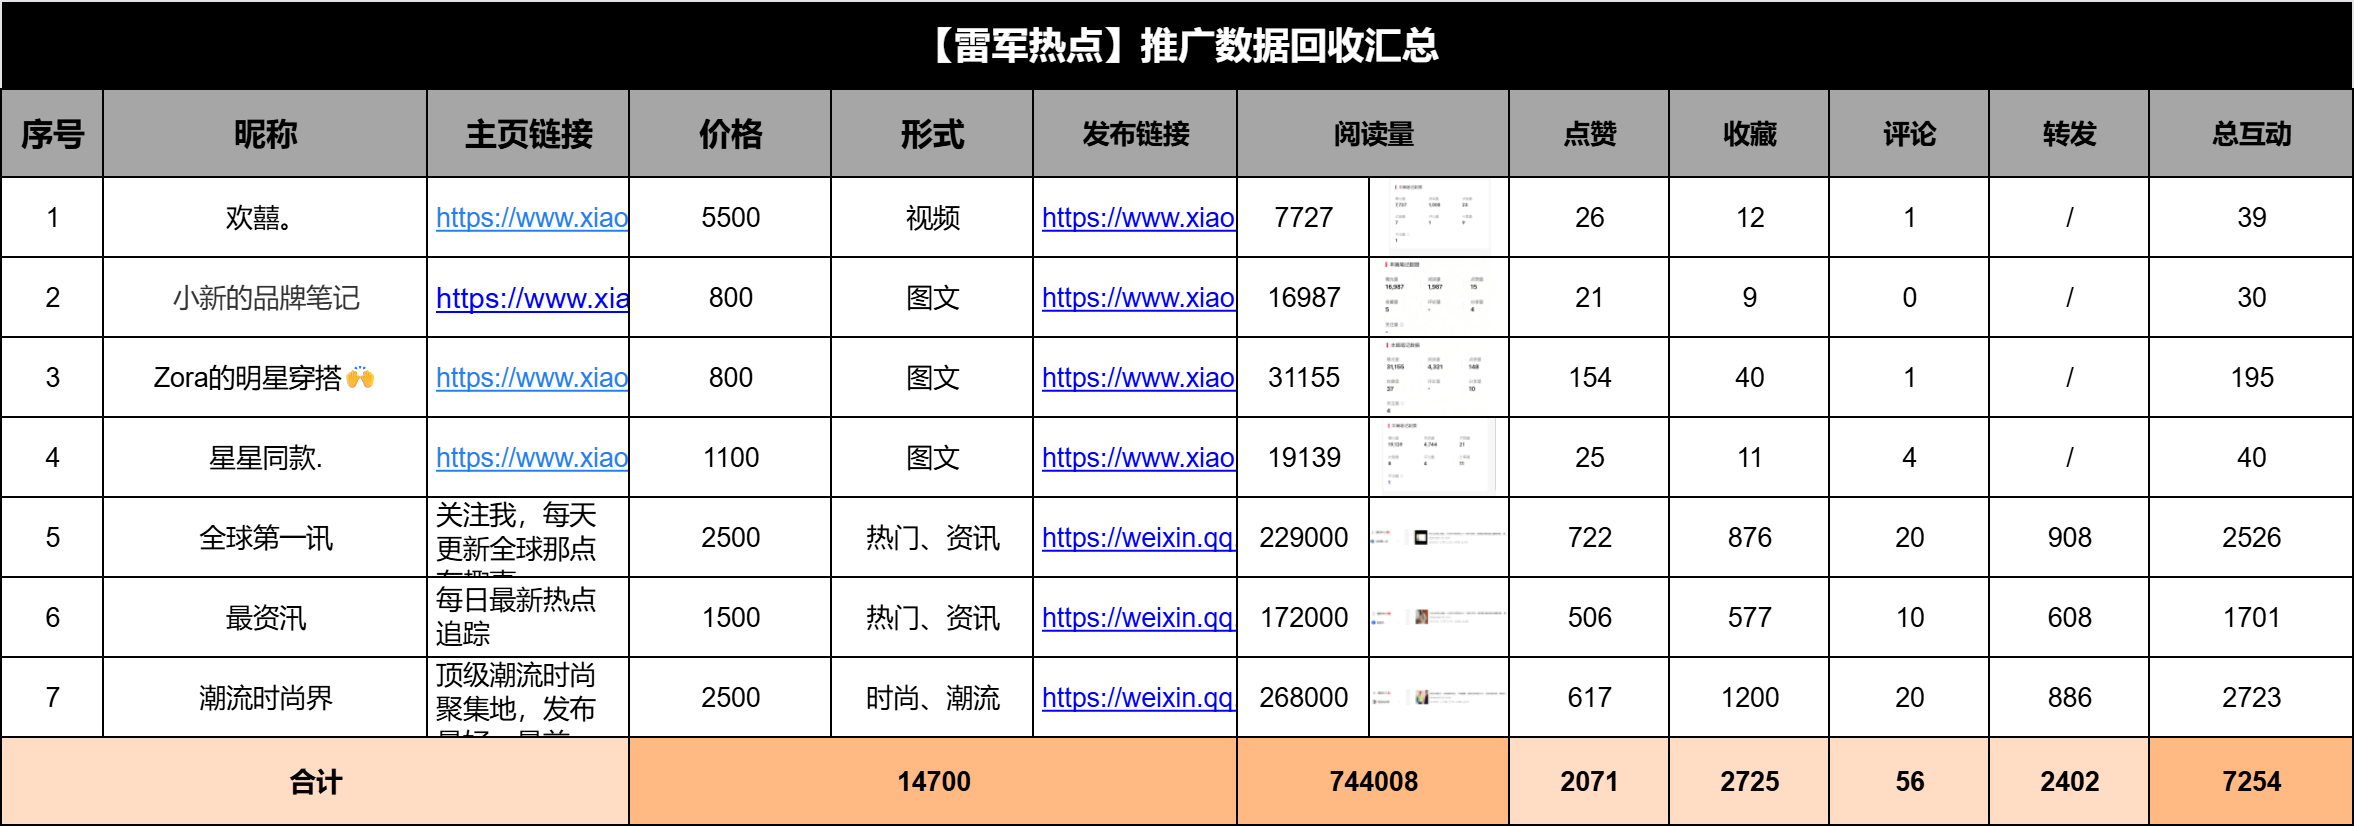 【雷军热点】推广数据回收汇总
序号 昵称 主页链接 价格 形式 发布链接 阅读量 点赞 收藏 评论 转发 总互动
1 欢囍。 https://www.xiao 5500 视频 https://www.xiao 7727 26 12 1 / 39
2 小新的品牌笔记 https://www.xia 800 图文 https://www.xiao 16987 21 9 0 / 30
3 Zora的明星穿搭🙌 https://www.xiao 800 图文 https://www.xiao 31155 154 40 1 / 195
4 星星同款. https://www.xiao 1100 图文 https://www.xiao 19139 25 11 4 / 40
5 全球第一讯 关注我，每天
更新全球那点
2500 热门、资讯 https://weixin.qq 229000 722 876 20 908 2526
6 最资汛 每日最新热点
追踪
1500 热门、资讯 https://weixin.qq 172000 506 577 10 608 1701
7 潮流时尚界 顶级潮流时尚
聚集地，发布
2500 时尚、潮流 https://weixin.qq 268000 617 1200 20 886 2723
合计 14700 744008 2071 2725 56 2402 7254